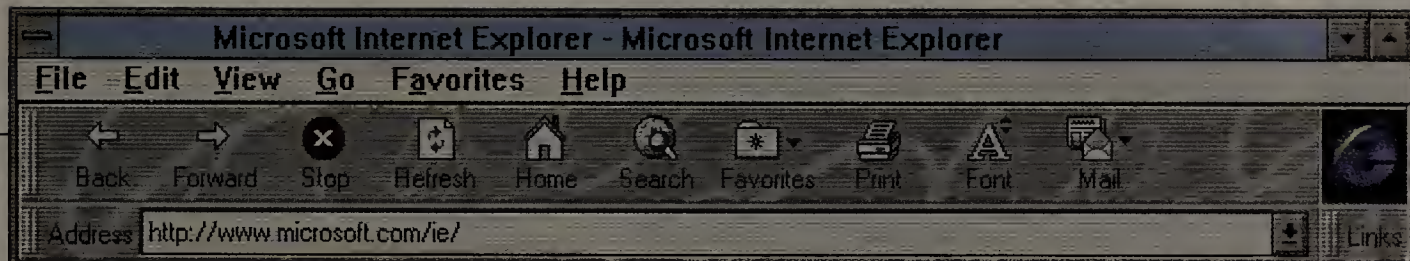 Microsoft Internet Explorer - Microsoft Internet Explorer
File Edit View Go Favorites Help
Back Forward Stop Refresh Home Search Favorites Print Font Mail
Address http://www.microsoft.com/ie/ Links